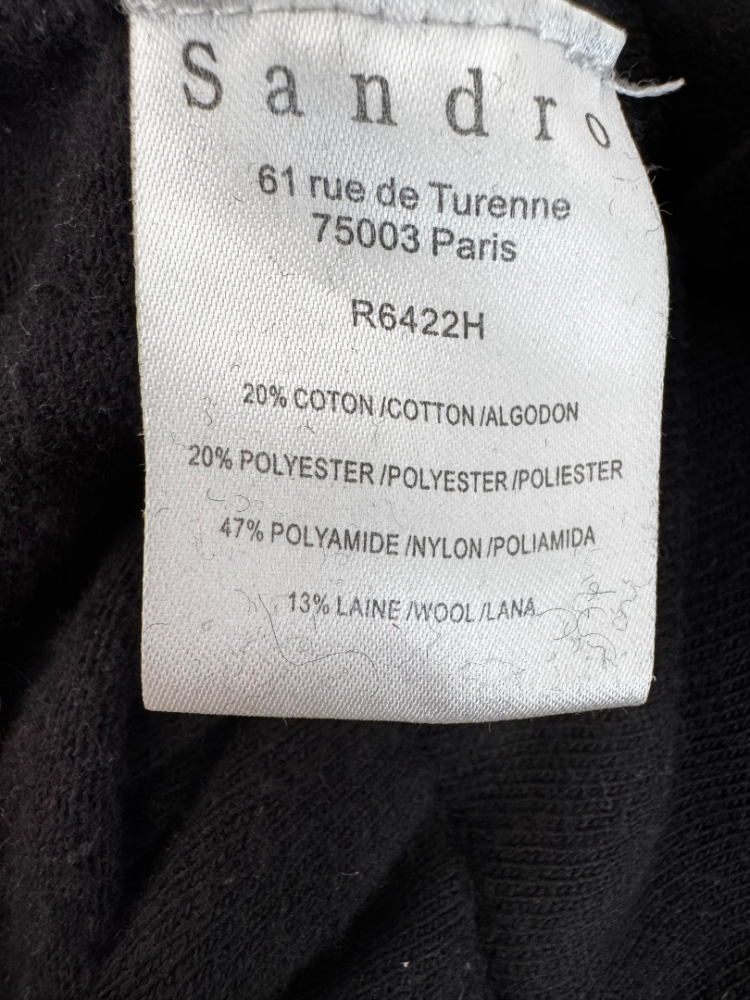 Sandro
61 rue de Turenne
75003 Paris
R6422H
20% COTON /COTTON /ALGODON
20% POLYESTER /POLYESTER /POLIESTER
47% POLYAMIDE /NYLON /POLIAMIDA
13% LAINE /WOOL /LANA